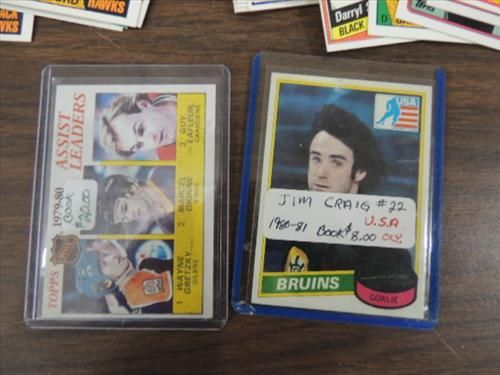 HAWKS
HAWKS
Darryl S
BLACK
TOPPS 1979-80
ASSIST
LEADERS
Book
$20.00
1 WAYNE
GRETZKY
OILERS
2 MARCEL
DIONNE
KINGS
3 GUY
LAFLEUR
CANADIENS
USA
JIM CRAIG #22
U.S.A
1980-81 Book $8.00 OLY.
BRUINS
GOALIE